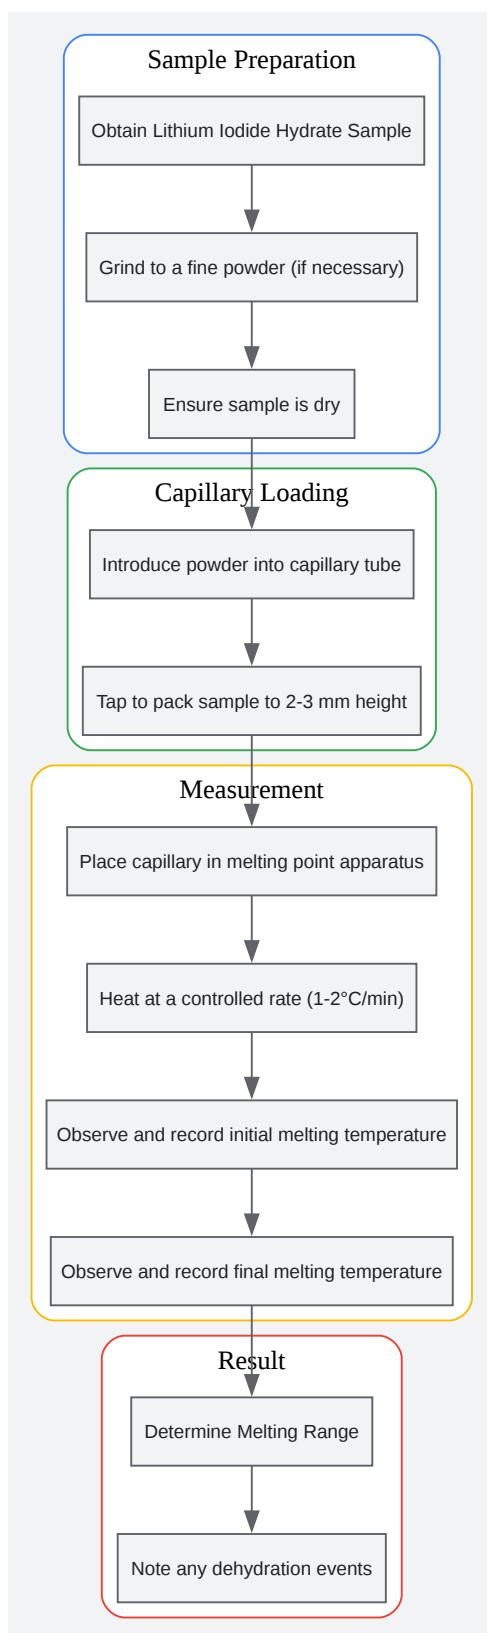 Sample Preparation
Obtain Lithium Iodide Hydrate Sample
Grind to a fine powder (if necessary)
Ensure sample is dry
Capillary Loading
Introduce powder into capillary tube
Tap to pack sample to 2-3 mm height
Measurement
Place capillary in melting point apparatus
Heat at a controlled rate (1-2°C/min)
Observe and record initial melting temperature
Observe and record final melting temperature
Result
Determine Melting Range
Note any dehydration events